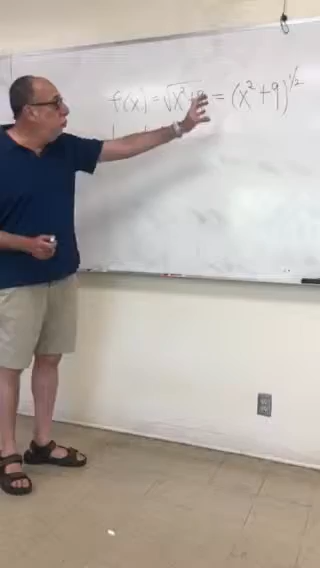 f(x) = √x²+9 = (x²+9)^1/2